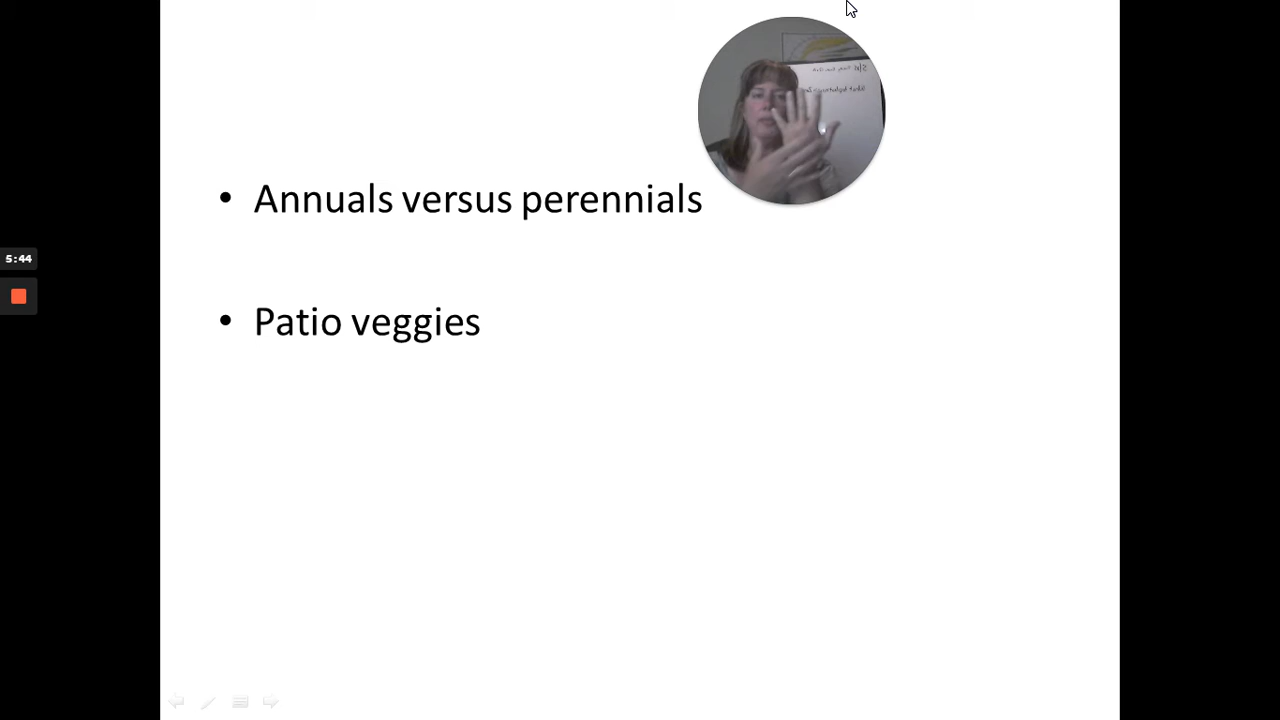 • Annuals versus perennials
5:44
• Patio veggies